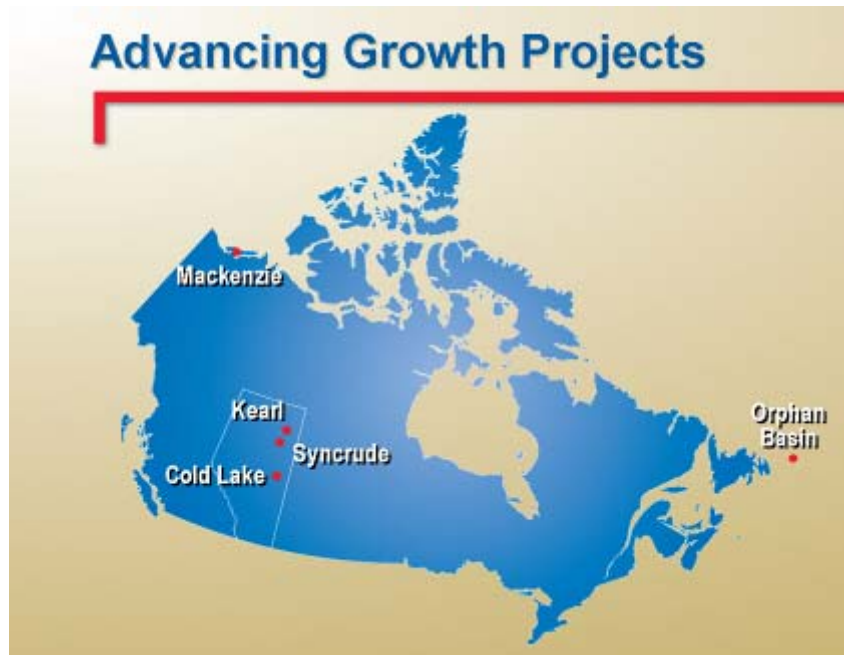 Advancing Growth Projects
Mackenzie
Kearl
Syncrude
Cold Lake
Orphan
Basin